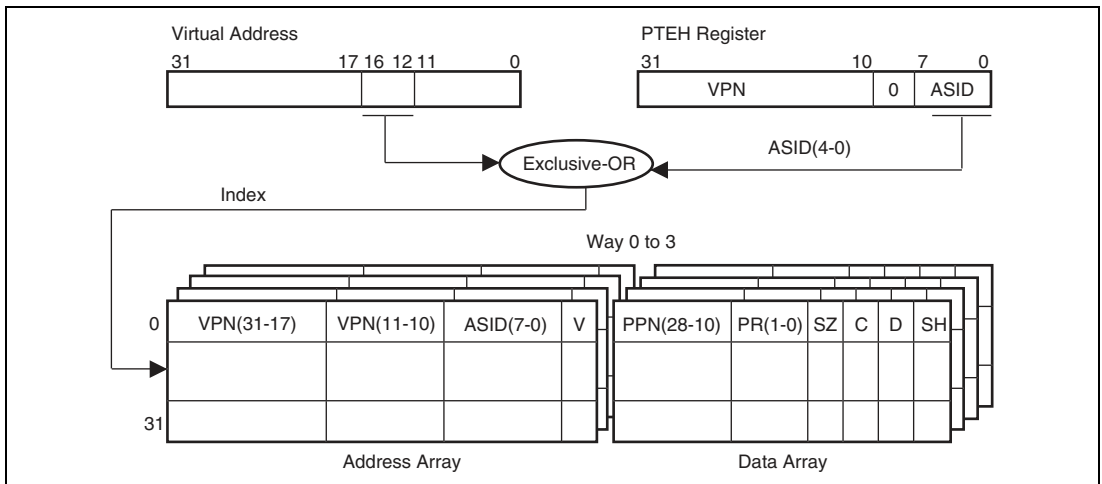 Virtual Address
31 17 16 12 11 0
PTEH Register
31 10 7 0
VPN 0 ASID
ASID(4-0)
Exclusive-OR
Index
Way 0 to 3
0 VPN(31-17) VPN(11-10) ASID(7-0) V PPN(28-10) PR(1-0) SZ C D SH
31
Address Array Data Array